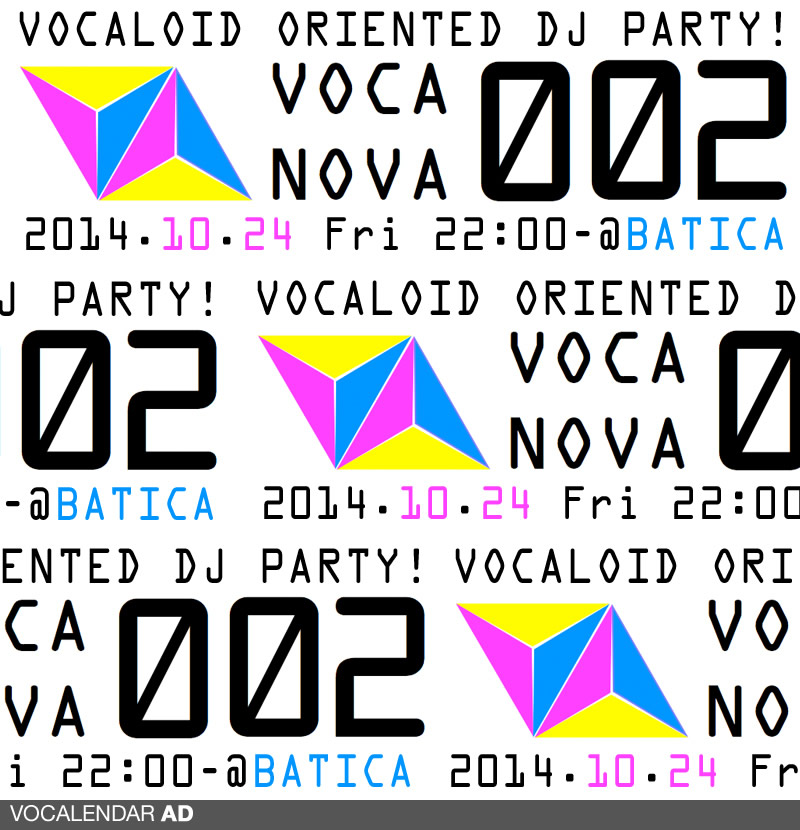 VOCALOID ORIENTED DJ PARTY!
VOCA
NOVA
002
2014.10.24 Fri 22:00-@BATICA
J PARTY! VOCALOID ORIENTED D
02
VOCA
NOVA
0
-@BATICA 2014.10.24 Fri 22:00
ENTED DJ PARTY! VOCALOID ORI
CA
VA
002
VO
NO
i 22:00-@BATICA 2014.10.24 Fr
VOCALENDAR AD